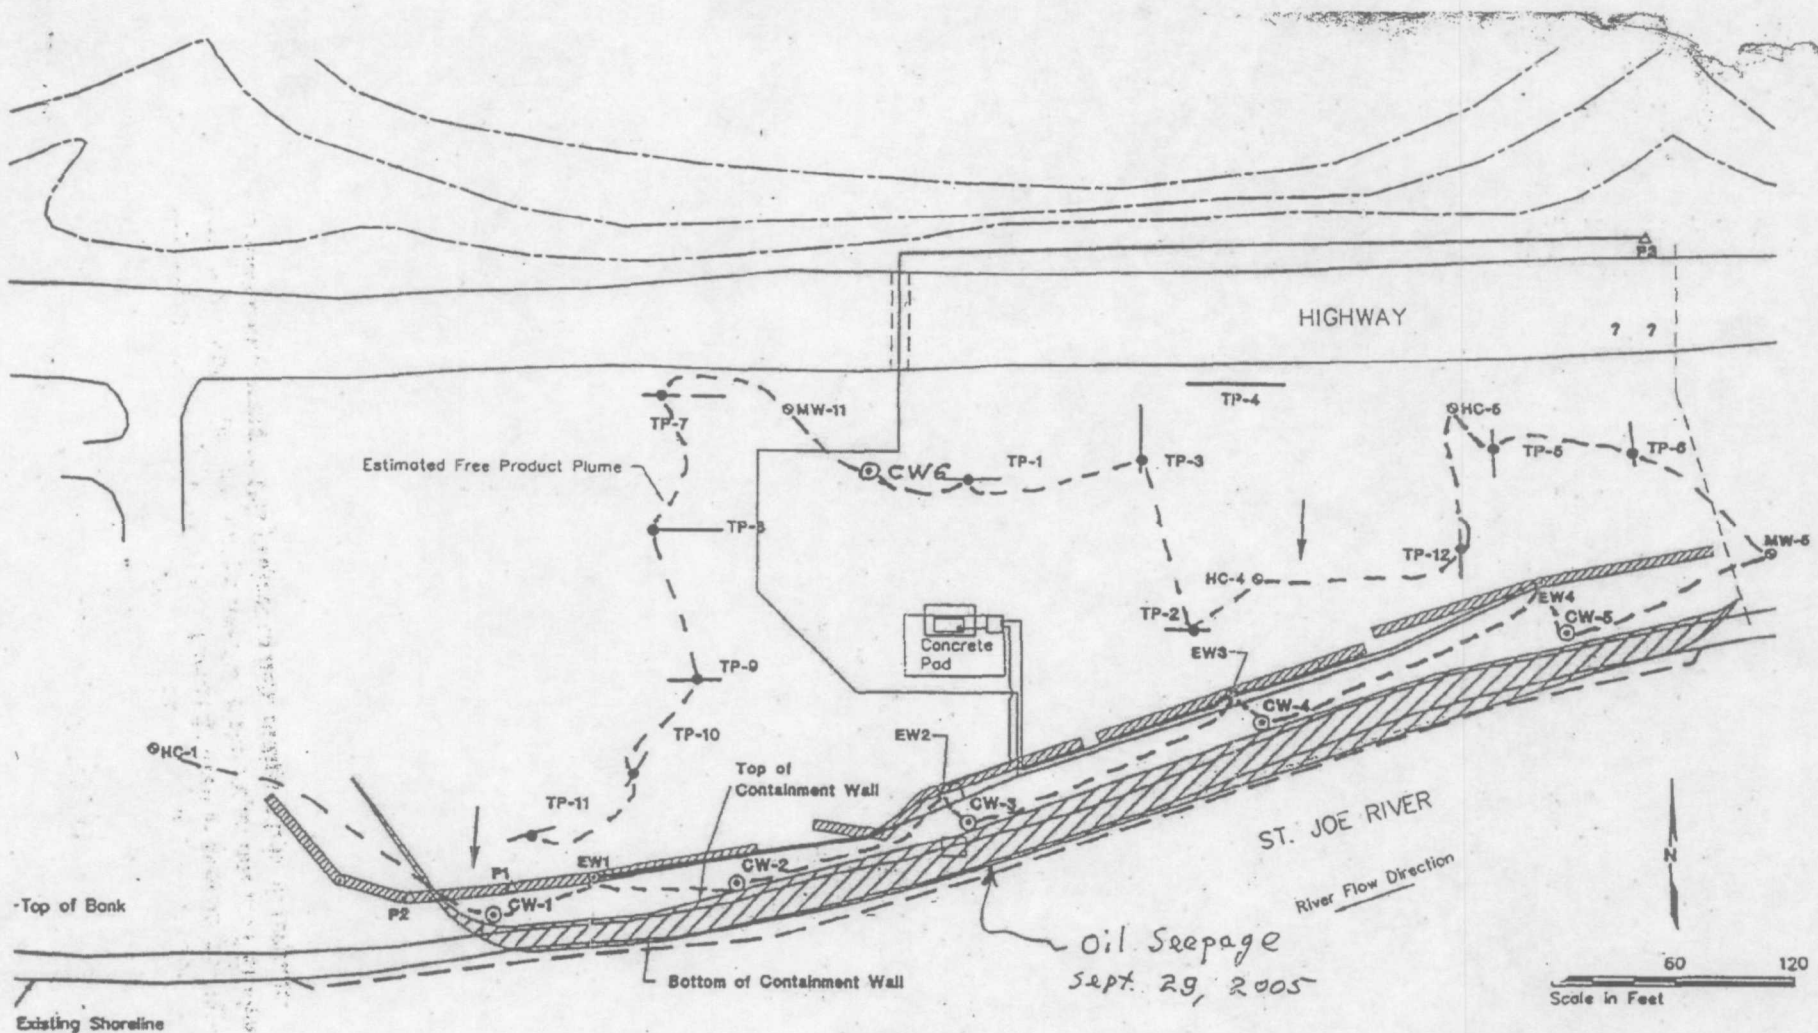 P3
HIGHWAY
? ?
TP-4
HC-5
MW-11
TP-7
TP-5
TP-6
TP-1
TP-3
Estimated Free Product Plume
CW6
TP-8
MW-5
TP-12
HC-4
TP-2
EW4
CW-5
Concrete
Pad
EW3
TP-9
CW-4
HC-1
TP-10
EW2
Top of
Containment Wall
TP-11
CW-3
ST. JOE RIVER
N
P1
EW1
CW-2
River Flow Direction
Top of Bank
P2
CW-1
Oil Seepage
Sept. 29, 2005
Bottom of Containment Wall
60
120
Scale in Feet
Existing Shoreline